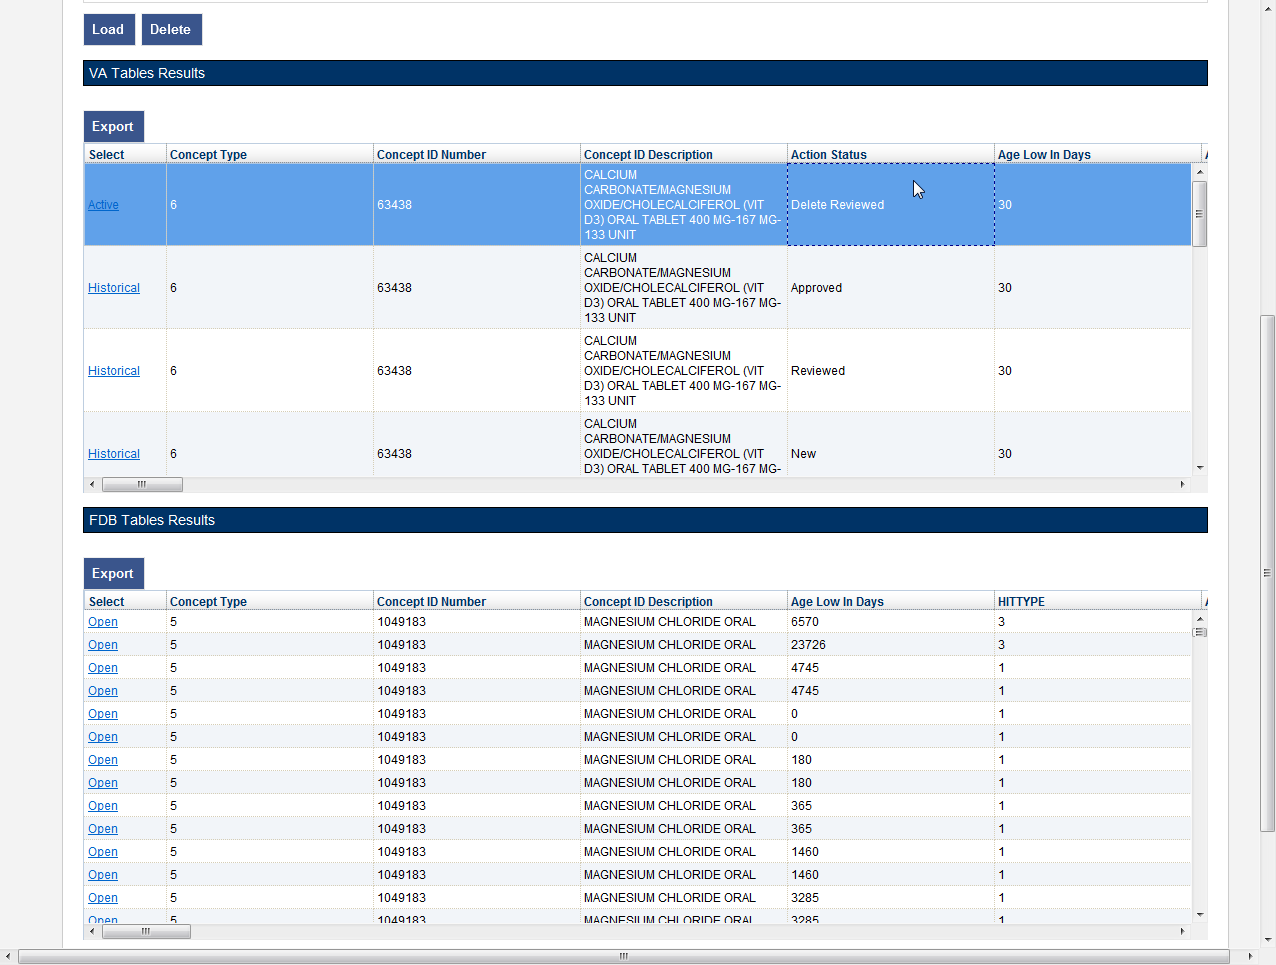 Load Delete
VA Tables Results
Export
Select Concept Type Concept ID Number Concept ID Description Action Status Age Low In Days
Active 6 63438 CALCIUM CARBONATE/MAGNESIUM OXIDE/CHOLECALCIFEROL (VIT D3) ORAL TABLET 400 MG-167 MG-133 UNIT Delete Reviewed 30
Historical 6 63438 CALCIUM CARBONATE/MAGNESIUM OXIDE/CHOLECALCIFEROL (VIT D3) ORAL TABLET 400 MG-167 MG-133 UNIT Approved 30
Historical 6 63438 CALCIUM CARBONATE/MAGNESIUM OXIDE/CHOLECALCIFEROL (VIT D3) ORAL TABLET 400 MG-167 MG-133 UNIT Reviewed 30
Historical 6 63438 CALCIUM CARBONATE/MAGNESIUM OXIDE/CHOLECALCIFEROL (VIT D3) ORAL TABLET 400 MG-167 MG- New 30
FDB Tables Results
Export
Select Concept Type Concept ID Number Concept ID Description Age Low In Days HITTYPE
Open 5 1049183 MAGNESIUM CHLORIDE ORAL 6570 3
Open 5 1049183 MAGNESIUM CHLORIDE ORAL 23726 3
Open 5 1049183 MAGNESIUM CHLORIDE ORAL 4745 1
Open 5 1049183 MAGNESIUM CHLORIDE ORAL 4745 1
Open 5 1049183 MAGNESIUM CHLORIDE ORAL 0 1
Open 5 1049183 MAGNESIUM CHLORIDE ORAL 0 1
Open 5 1049183 MAGNESIUM CHLORIDE ORAL 180 1
Open 5 1049183 MAGNESIUM CHLORIDE ORAL 180 1
Open 5 1049183 MAGNESIUM CHLORIDE ORAL 365 1
Open 5 1049183 MAGNESIUM CHLORIDE ORAL 365 1
Open 5 1049183 MAGNESIUM CHLORIDE ORAL 1460 1
Open 5 1049183 MAGNESIUM CHLORIDE ORAL 1460 1
Open 5 1049183 MAGNESIUM CHLORIDE ORAL 3285 1
Open 5 1049183 MAGNESIUM CHLORIDE ORAL 3285 1